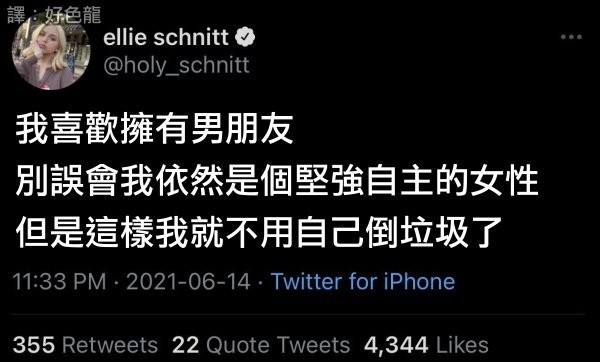 譯：好色龍
ellie schnitt
@holy_schnitt
我喜歡擁有男朋友
別誤會我依然是個堅強自主的女性
但是這樣我就不用自己倒垃圾了
11:33 PM · 2021-06-14 · Twitter for iPhone
355 Retweets 22 Quote Tweets 4,344 Likes